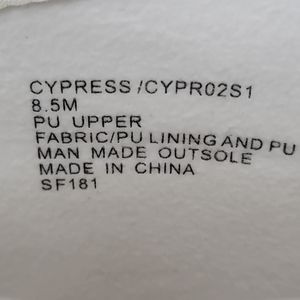 CYPRESS /CYPR02S1
8.5M
PU UPPER
FABRIC/PU LINING AND PU
MAN MADE OUTSOLE
MADE IN CHINA
SF181